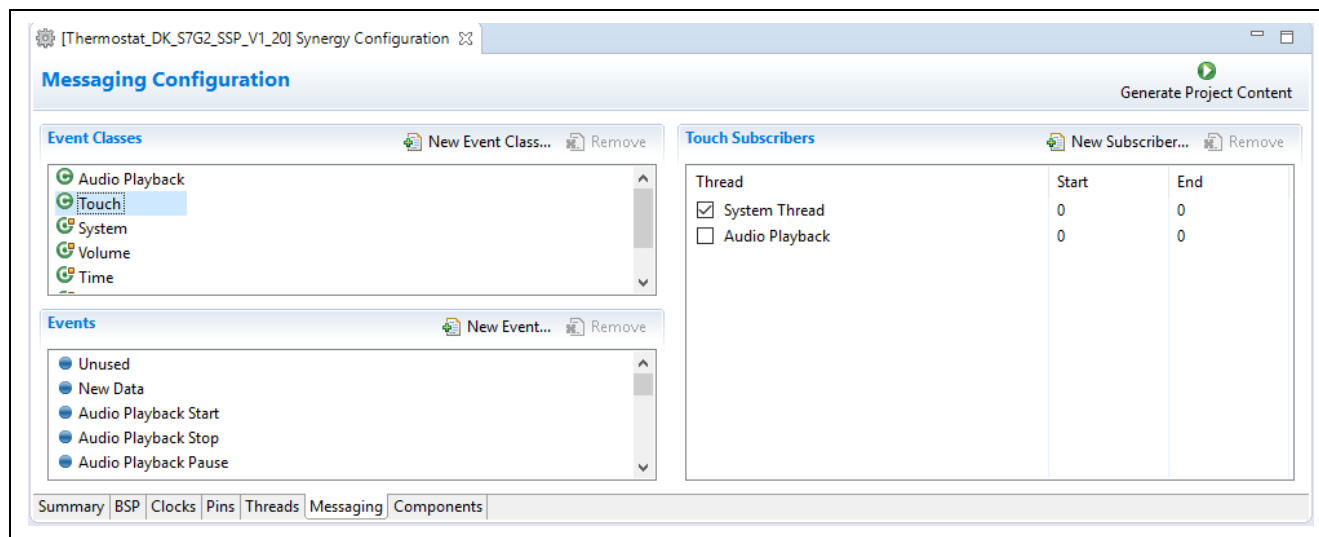 [Thermostat_DK_S7G2_SSP_V1_20] Synergy Configuration
Messaging Configuration
Generate Project Content
Event Classes
New Event Class... Remove
Audio Playback
Touch
System
Volume
Time
Events
New Event... Remove
Unused
New Data
Audio Playback Start
Audio Playback Stop
Audio Playback Pause
Touch Subscribers
New Subscriber... Remove
Thread Start End
System Thread 0 0
Audio Playback 0 0
Summary BSP Clocks Pins Threads Messaging Components